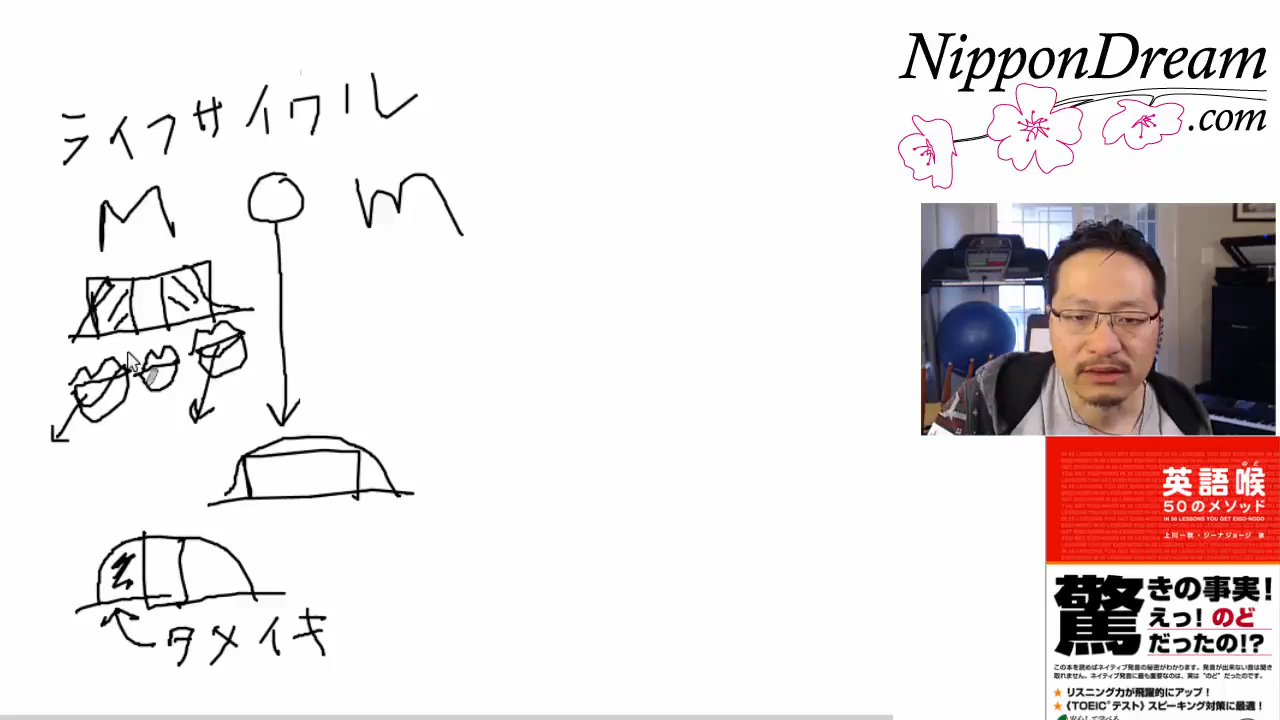 ライフサイクル
M O m
タメイキ
NipponDream
.com
英語喉
50のメソッド
IN 50 LESSONS YOU GET EIGO-NODO
上川一秋・ジーナジョージ 著
驚きの事実!
えっ! のど
だったの!?
この本を読めばネイティブ発音の秘密がわかります。発音が出来ない音は聞き
取れません。ネイティブ発音に最も重要なのは、実は“のど”だったのです。
★ リスニング力が飛躍的にアップ!
★ 《TOEIC®テスト》スピーキング対策に最適!